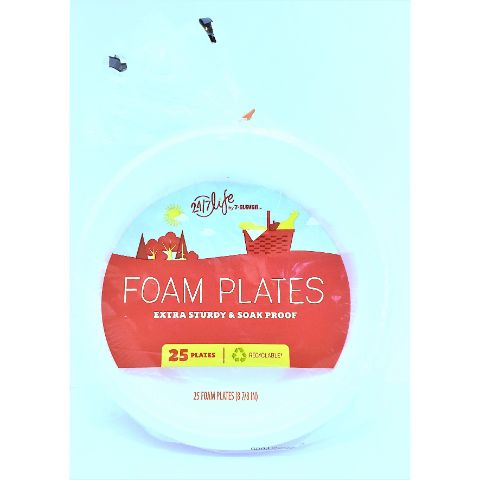 24/7 life
by 7-ELEVEN
FOAM PLATES
EXTRA STURDY & SOAK PROOF
25 PLATES RECYCLABLE*
25 FOAM PLATES (8 7/8 IN)